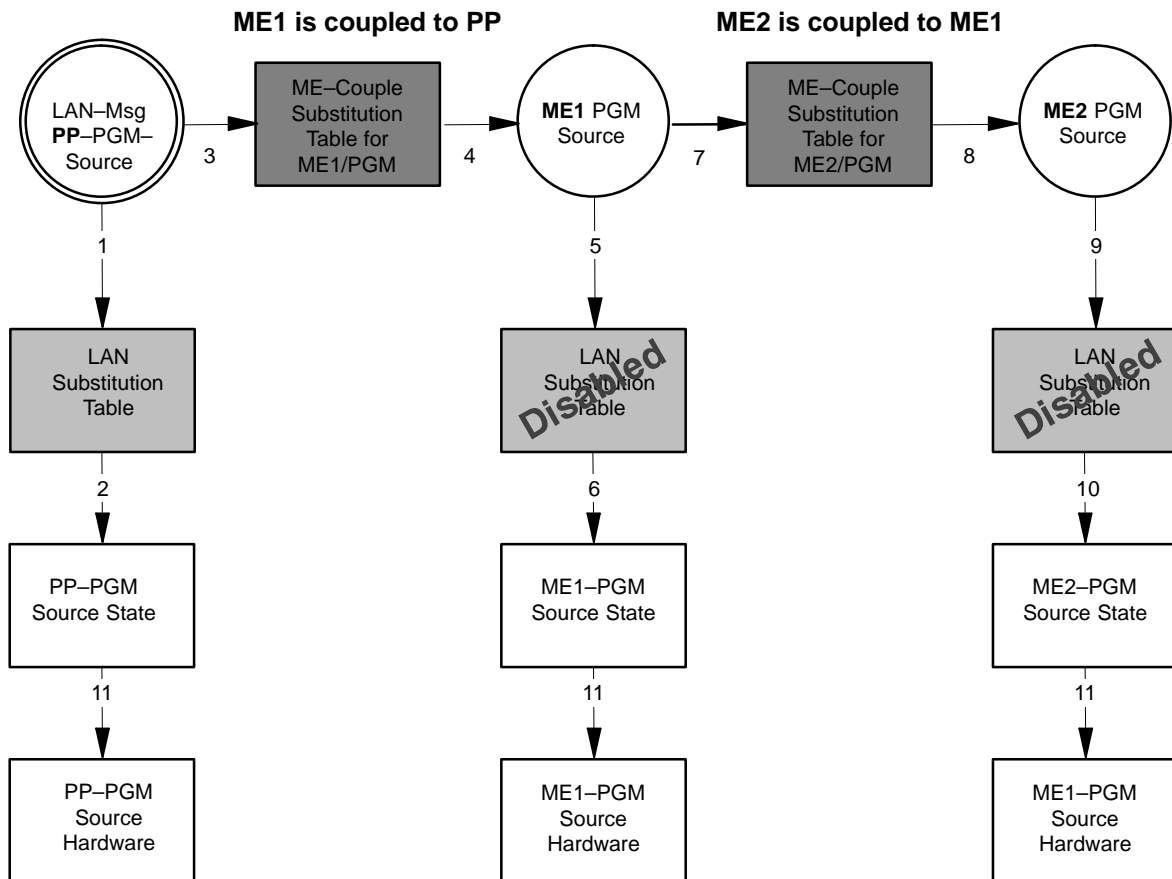 ME1 is coupled to PP
ME2 is coupled to ME1
LAN–Msg
PP–PGM–
Source
3
ME–Couple
Substitution
Table for
ME1/PGM
4
ME1 PGM
Source
7
ME–Couple
Substitution
Table for
ME2/PGM
8
ME2 PGM
Source
1
5
9
LAN
Substitution
Table
LAN
Substitution
Table
Disabled
LAN
Substitution
Table
Disabled
2
6
10
PP–PGM
Source State
ME1–PGM
Source State
ME2–PGM
Source State
11
11
11
PP–PGM
Source
Hardware
ME1–PGM
Source
Hardware
ME1–PGM
Source
Hardware